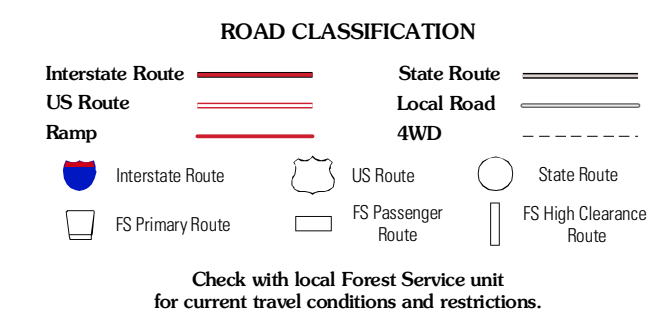 ROAD CLASSIFICATION
Interstate Route
State Route
US Route
Local Road
Ramp
4WD
Interstate Route
US Route
State Route
FS Primary Route
FS Passenger
Route
FS High Clearance
Route
Check with local Forest Service unit
for current travel conditions and restrictions.